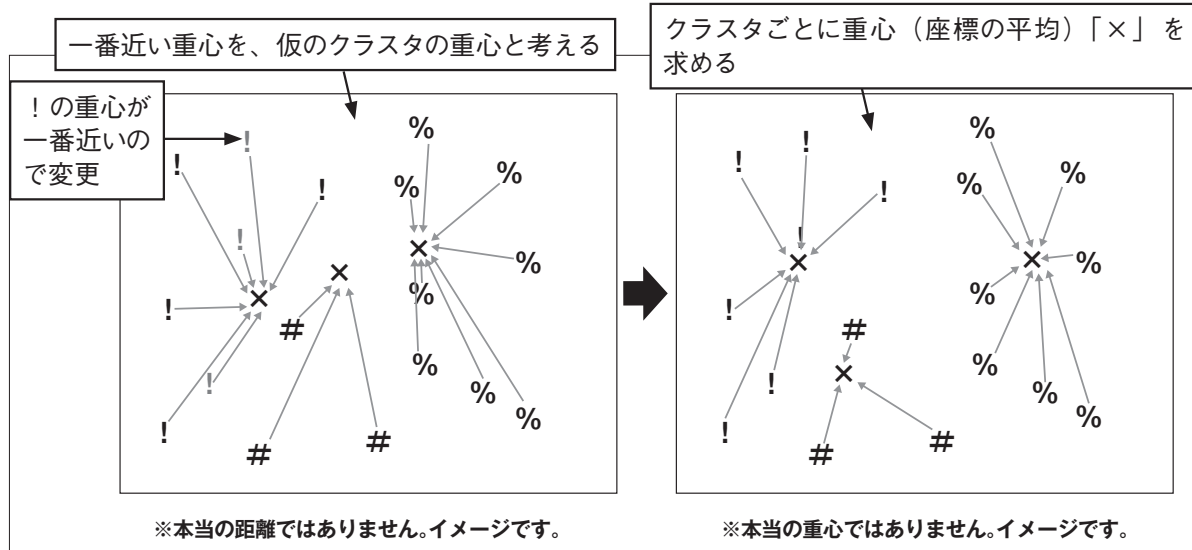 一番近い重心を、仮のクラスタの重心と考える
クラスタごとに重心（座標の平均）「×」を
求める
！の重心が
一番近いの
で変更
! ! ! ! ! ! !
# # #
% % % % % % % %
× × ×
! ! ! ! ! ! !
# # #
% % % % % % % %
× × ×
※本当の距離ではありません。イメージです。
※本当の重心ではありません。イメージです。